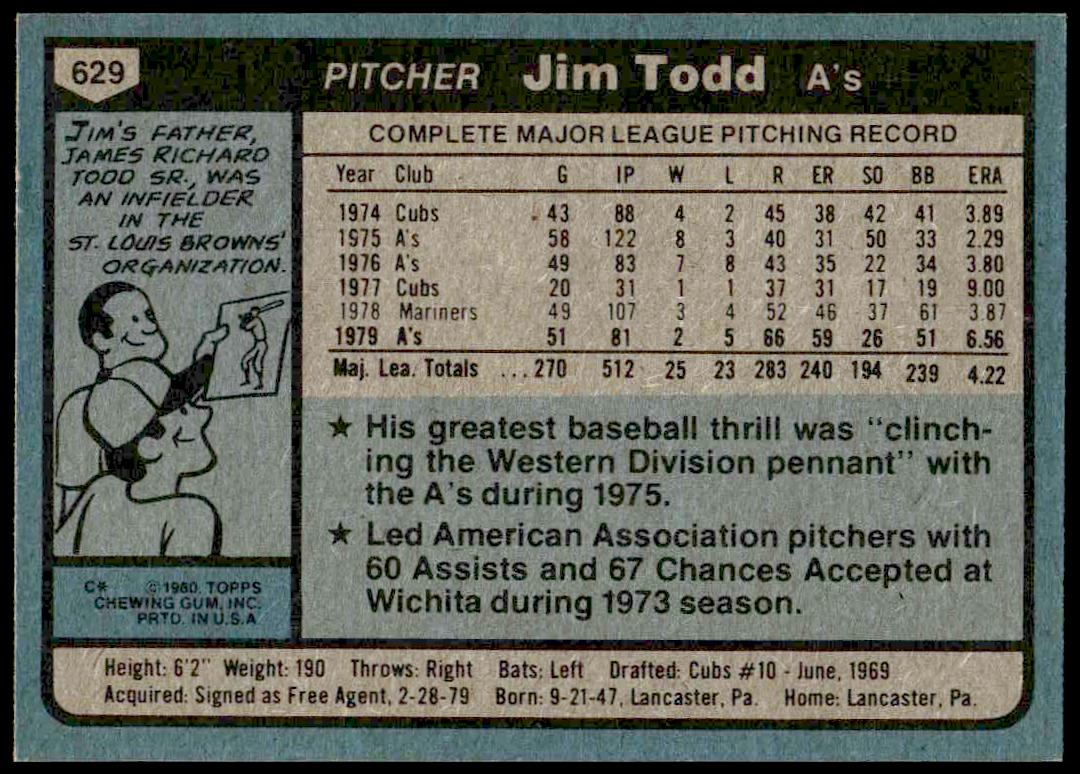 629
PITCHER Jim Todd A's
JIM'S FATHER,
JAMES RICHARD
TODD SR., WAS
AN INFIELDER
IN THE
ST. LOUIS BROWNS'
ORGANIZATION.
COMPLETE MAJOR LEAGUE PITCHING RECORD
Year Club G IP W L R ER SO BB ERA
1974 Cubs 43 88 4 2 45 38 42 41 3.89
1975 A's 58 122 8 3 40 31 50 33 2.29
1976 A's 49 83 7 8 43 35 22 34 3.80
1977 Cubs 20 31 1 1 37 31 17 19 9.00
1978 Mariners 49 107 3 4 52 46 37 61 3.87
1979 A's 51 81 2 5 66 59 26 51 6.56
Maj. Lea. Totals ...270 512 25 23 283 240 194 239 4.22
★ His greatest baseball thrill was "clinch-
ing the Western Division pennant" with
the A's during 1975.
★ Led American Association pitchers with
60 Assists and 67 Chances Accepted at
Wichita during 1973 season.
C* ©1980 TOPPS
CHEWING GUM, INC.
PRTD. IN U.S.A
Height: 6'2" Weight: 190 Throws: Right Bats: Left Drafted: Cubs #10 - June, 1969
Acquired: Signed as Free Agent, 2-28-79 Born: 9-21-47, Lancaster, Pa. Home: Lancaster, Pa.